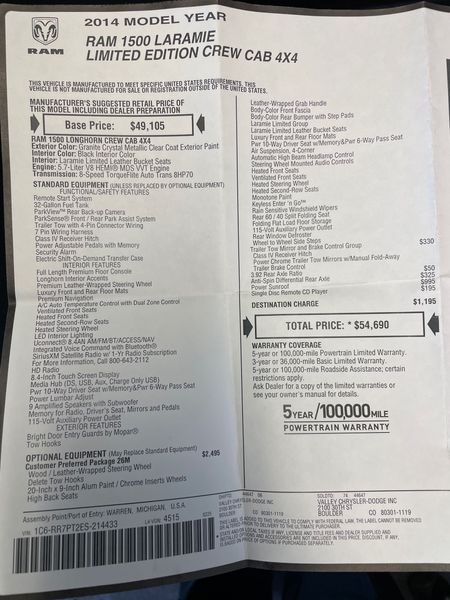 RAM
2014 MODEL YEAR
RAM 1500 LARAMIE
LIMITED EDITION CREW CAB 4X4
THIS VEHICLE IS MANUFACTURED TO MEET SPECIFIC UNITED STATES REQUIREMENTS. THIS
VEHICLE IS NOT MANUFACTURED FOR SALE OR REGISTRATION OUTSIDE OF THE UNITED STATES.
MANUFACTURER'S SUGGESTED RETAIL PRICE OF
THIS MODEL INCLUDING DEALER PREPARATION
Base Price: $49,105
RAM 1500 LONGHORN CREW CAB 4X4
Exterior Color: Granite Crystal Metallic Clear Coat Exterior Paint
Interior Color: Black Interior Color
Interior: Laramie Limited Leather Bucket Seats
Engine: 5.7-Liter V8 HEMI® MDS VVT Engine
Transmission: 8-Speed TorqueFlite Auto Trans 8HP70
STANDARD EQUIPMENT (UNLESS REPLACED BY OPTIONAL EQUIPMENT)
FUNCTIONAL/SAFETY FEATURES
Remote Start System
32-Gallon Fuel Tank
ParkView™ Rear Back-up Camera
ParkSense® Front / Rear Park Assist System
Trailer Tow with 4-Pin Connector Wiring
7 Pin Wiring Harness
Class IV Receiver Hitch
Power Adjustable Pedals with Memory
Security Alarm
Electric Shift-On-Demand Transfer Case
INTERIOR FEATURES
Full Length Premium Floor Console
Longhorn Interior Accents
Premium Leather-Wrapped Steering Wheel
Luxury Front and Rear Floor Mats
Premium Navigation
A/C Auto Temperature Control with Dual Zone Control
Ventilated Front Seats
Heated Front Seats
Heated Second-Row Seats
Heated Steering Wheel
LED Interior Lighting
Uconnect® 8.4AN AM/FM/BT/ACCESS/NAV
Integrated Voice Command with Bluetooth®
SiriusXM Satellite Radio w/ 1-Yr Radio Subscription
For More Information, Call 800-643-2112
HD Radio
8.4-Inch Touch Screen Display
Media Hub (DS, USB, Aux, Charge Only USB)
Pwr 10-Way Driver Seat w/Memory&Pwr 6-Way Pass Seat
Power Lumbar Adjust
9 Amplified Speakers with Subwoofer
Memory for Radio, Driver's Seat, Mirrors and Pedals
115-Volt Auxiliary Power Outlet
EXTERIOR FEATURES
Bright Door Entry Guards by Mopar®
Tow Hooks
OPTIONAL EQUIPMENT (May Replace Standard Equipment)
Customer Preferred Package 26M $2,495
Wood / Leather-Wrapped Steering Wheel
Delete Tow Hooks
20-Inch x 9-Inch Alum Paint / Chrome Inserts Wheels
High Back Seats
Assembly Point/Port of Entry: WARREN, MICHIGAN, U.S.A.
VIN: 1C6-RR7PT2ES-214433 4515
Leather-Wrapped Grab Handle
Body-Color Front Fascia
Body-Color Rear Bumper with Step Pads
Laramie Limited Group
Laramie Limited Leather Bucket Seats
Luxury Front and Rear Floor Mats
Pwr 10-Way Driver Seat w/Memory&Pwr 6-Way Pass Seat
Air Suspension, 4-Corner
Automatic High Beam Headlamp Control
Steering Wheel Mounted Audio Controls
Heated Front Seats
Ventilated Front Seats
Heated Steering Wheel
Heated Second-Row Seats
Monotone Paint
Keyless Enter 'n Go™
Rain Sensitive Windshield Wipers
Rear 60 / 40 Split Folding Seat
Folding Flat Load Floor Storage
115-Volt Auxiliary Power Outlet
Rear Window Defroster
Wheel to Wheel Side Steps
Trailer Tow Mirror and Brake Control Group $330
Class IV Receiver Hitch
Power Chrome Trailer Tow Mirrors w/Manual Fold-Away
Trailer Brake Control
3.92 Rear Axle Ratio $50
Anti-Spin Differential Rear Axle $325
Power Sunroof $995
Single Disc Remote CD Player $195
DESTINATION CHARGE $1,195
TOTAL PRICE: * $54,690
WARRANTY COVERAGE
5-year or 100,000-mile Powertrain Limited Warranty.
3-year or 36,000-mile Basic Limited Warranty.
5-year or 100,000-mile Roadside Assistance; certain
restrictions apply.
Ask Dealer for a copy of the limited warranties or
see your owner's manual for details.
5 YEAR/100,000 MILE
POWERTRAIN WARRANTY
SOLD TO: 74 44647
VALLEY CHRYSLER-DODGE INC
2100 30TH ST
BOULDER CO 80301-1119